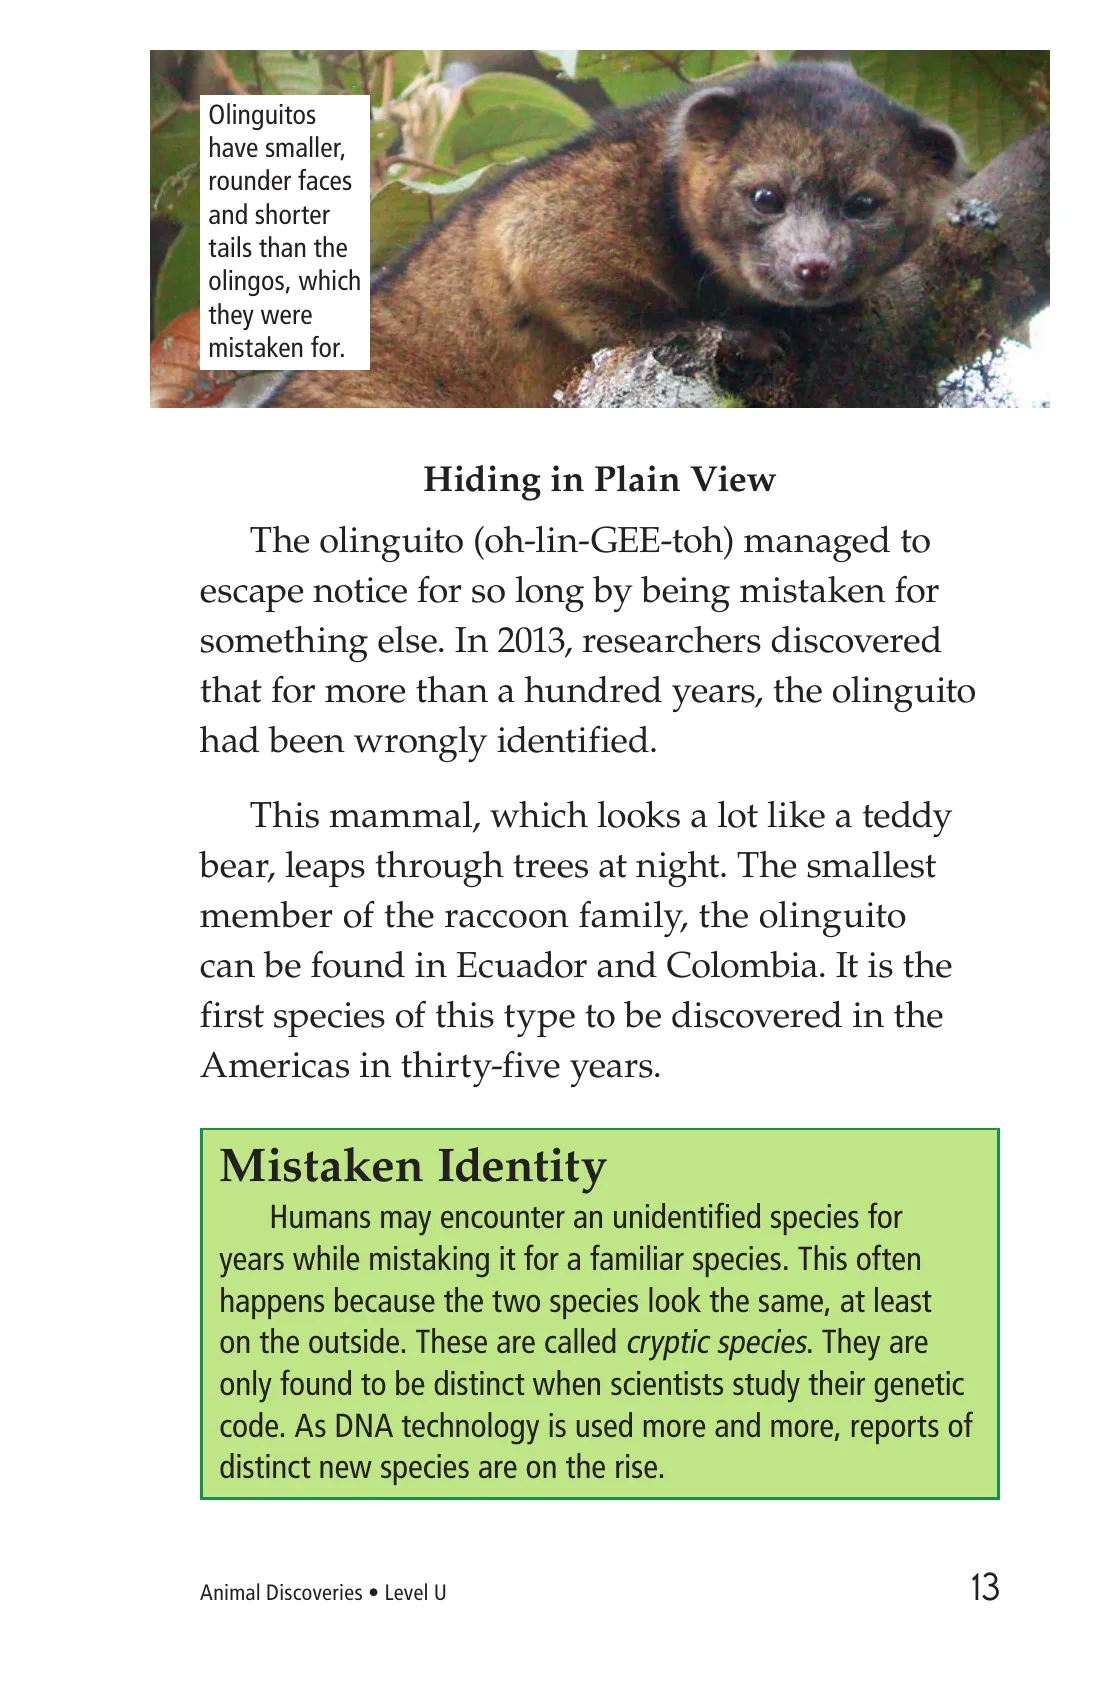 Olinguitos
have smaller,
rounder faces
and shorter
tails than the
olingos, which
they were
mistaken for.
Hiding in Plain View
The olinguito (oh-lin-GEE-toh) managed to
escape notice for so long by being mistaken for
something else. In 2013, researchers discovered
that for more than a hundred years, the olinguito
had been wrongly identified.
This mammal, which looks a lot like a teddy
bear, leaps through trees at night. The smallest
member of the raccoon family, the olinguito
can be found in Ecuador and Colombia. It is the
first species of this type to be discovered in the
Americas in thirty-five years.
Mistaken Identity
Humans may encounter an unidentified species for
years while mistaking it for a familiar species. This often
happens because the two species look the same, at least
on the outside. These are called cryptic species. They are
only found to be distinct when scientists study their genetic
code. As DNA technology is used more and more, reports of
distinct new species are on the rise.
Animal Discoveries • Level U
13